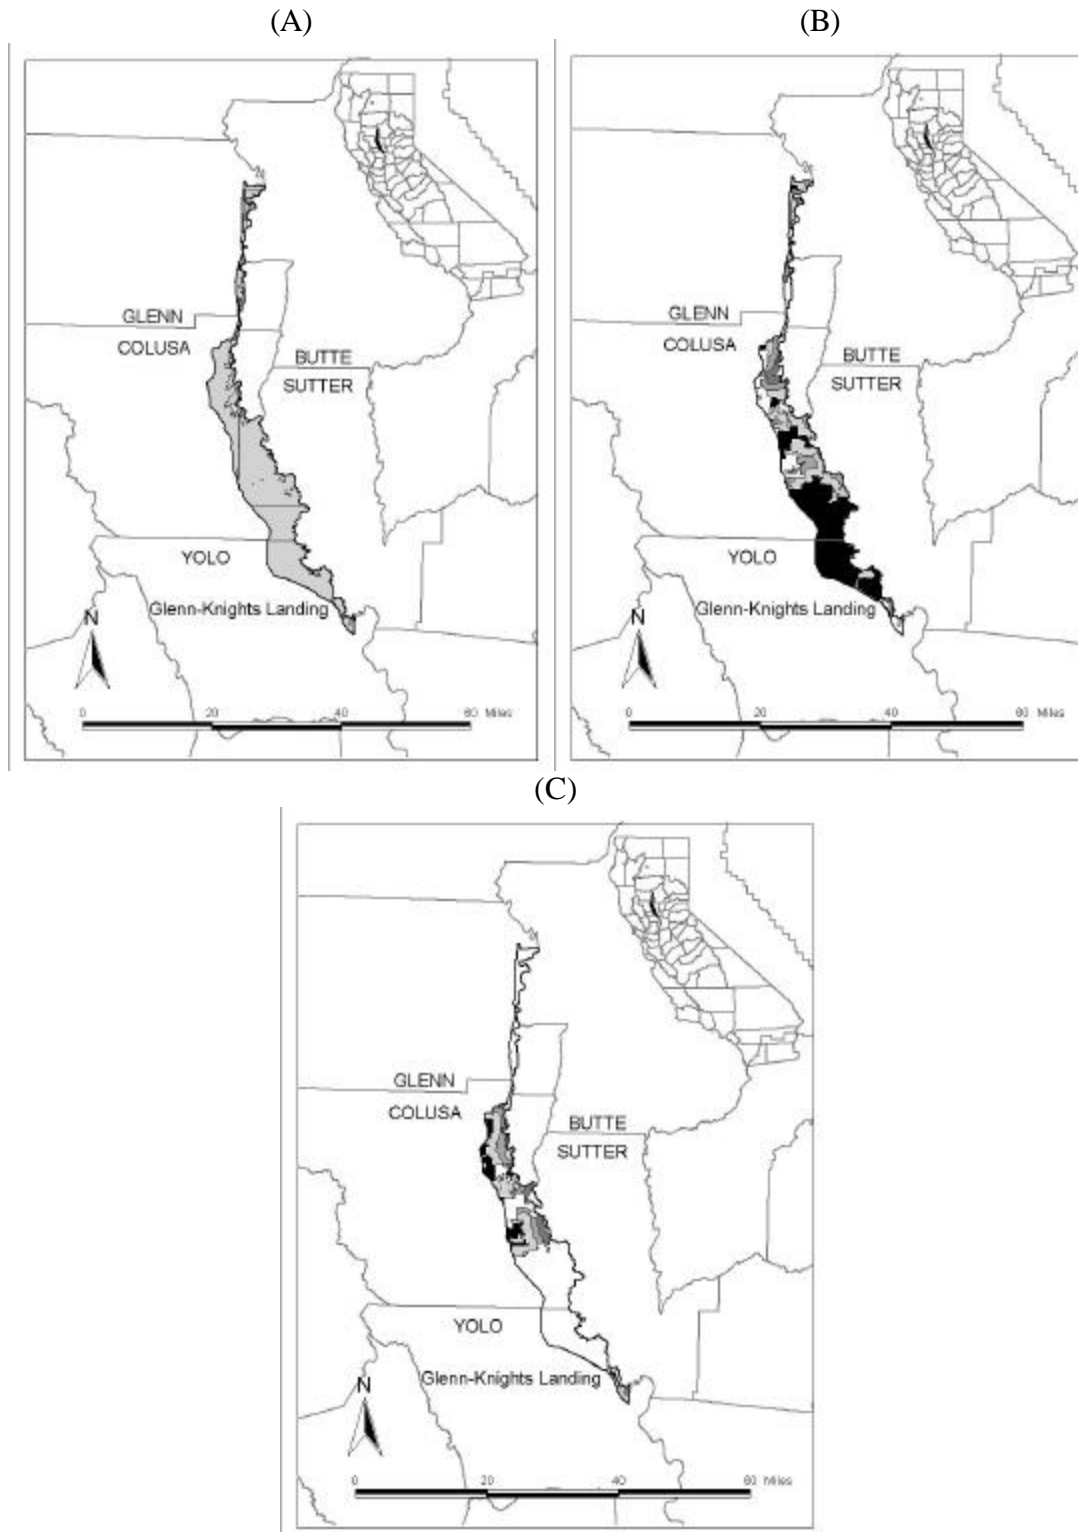 (A)
(B)
GLENN
COLUSA
BUTTE
SUTTER
YOLO
Glenn-Knights Landing
N
0 20 40 60 Miles
GLENN
COLUSA
BUTTE
SUTTER
YOLO
Glenn-Knights Landing
N
0 20 40 60 Miles
(C)
GLENN
COLUSA
BUTTE
SUTTER
YOLO
Glenn-Knights Landing
N
0 20 40 60 Miles